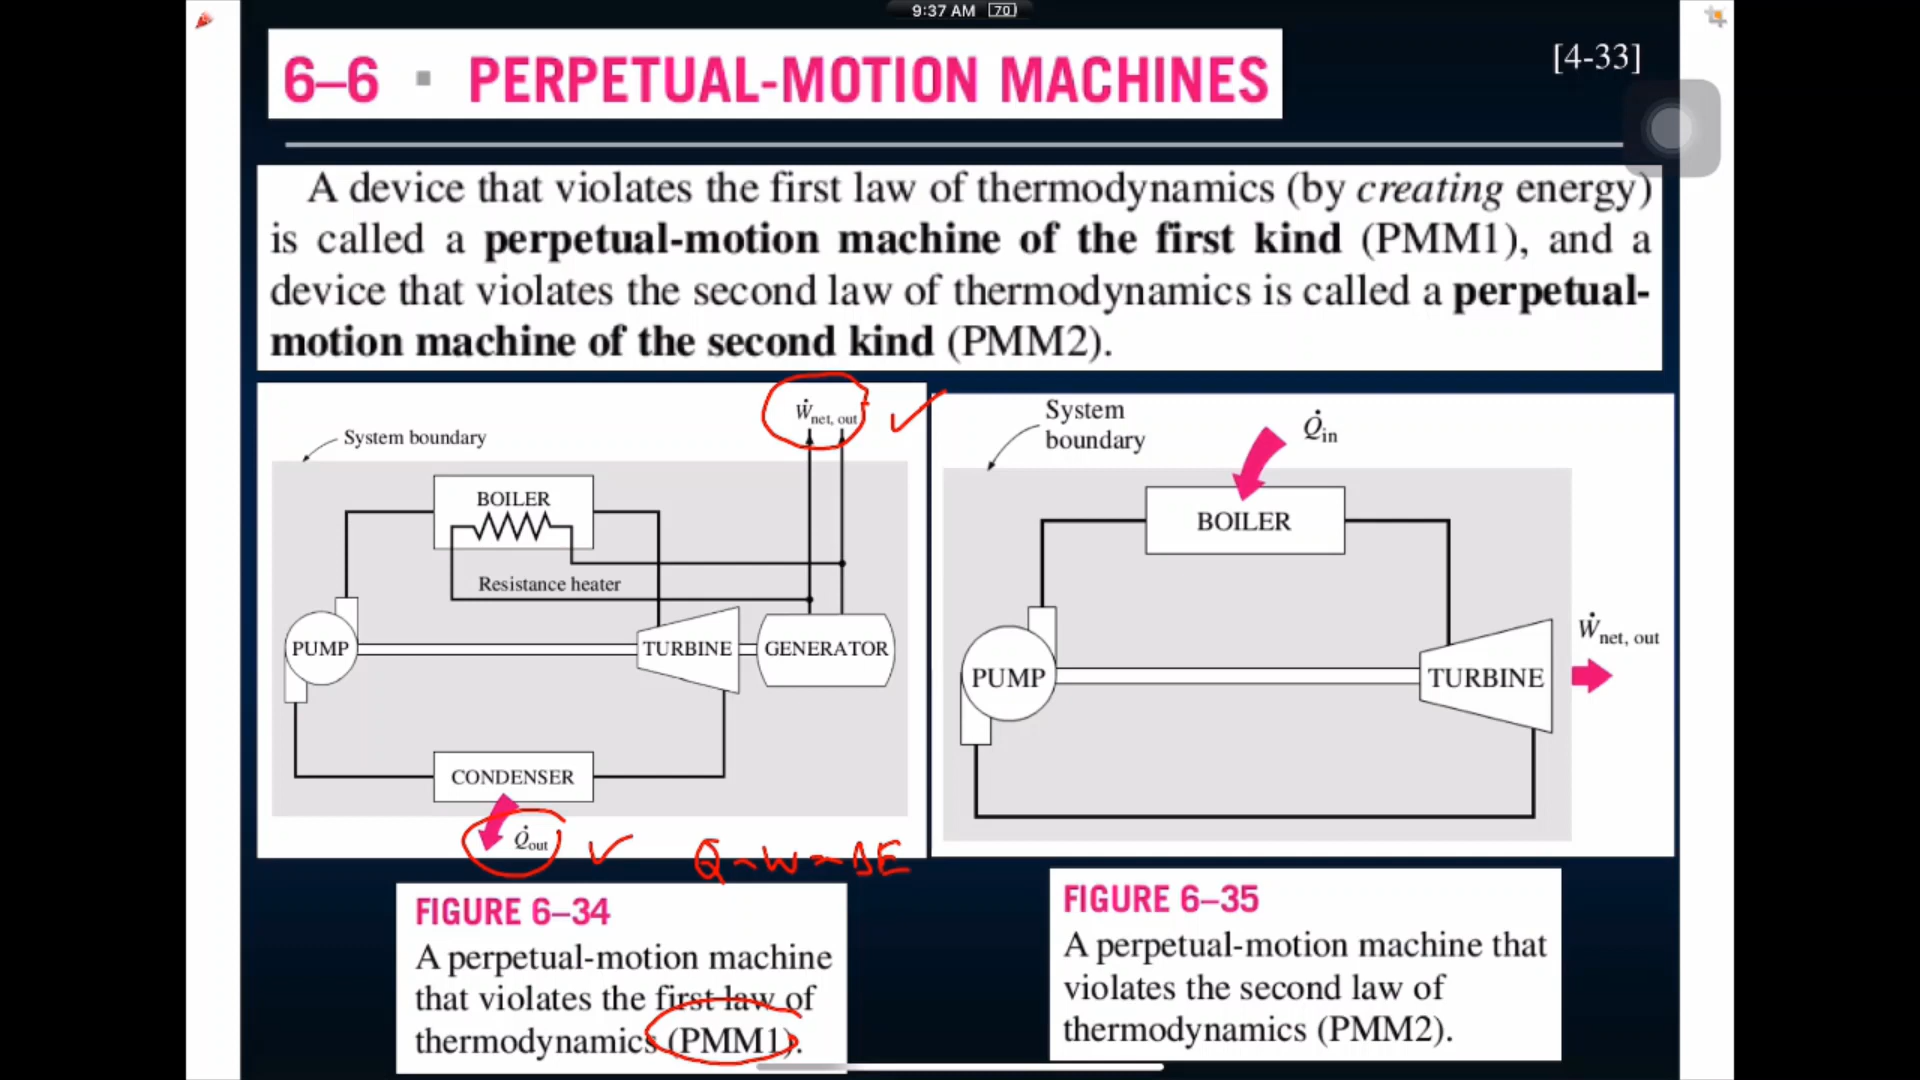 9:37 AM 70
6–6 ▪ PERPETUAL-MOTION MACHINES
[4-33]
A device that violates the first law of thermodynamics (by creating energy)
is called a perpetual-motion machine of the first kind (PMM1), and a
device that violates the second law of thermodynamics is called a perpetual-
motion machine of the second kind (PMM2).
Ẇnet, out
System boundary
BOILER
Resistance heater
PUMP
TURBINE
GENERATOR
CONDENSER
Q̇out
Q - W = ΔE
FIGURE 6–34
A perpetual-motion machine
that violates the first law of
thermodynamics (PMM1).
System
boundary
Q̇in
BOILER
PUMP
TURBINE
Ẇnet, out
FIGURE 6–35
A perpetual-motion machine that
violates the second law of
thermodynamics (PMM2).